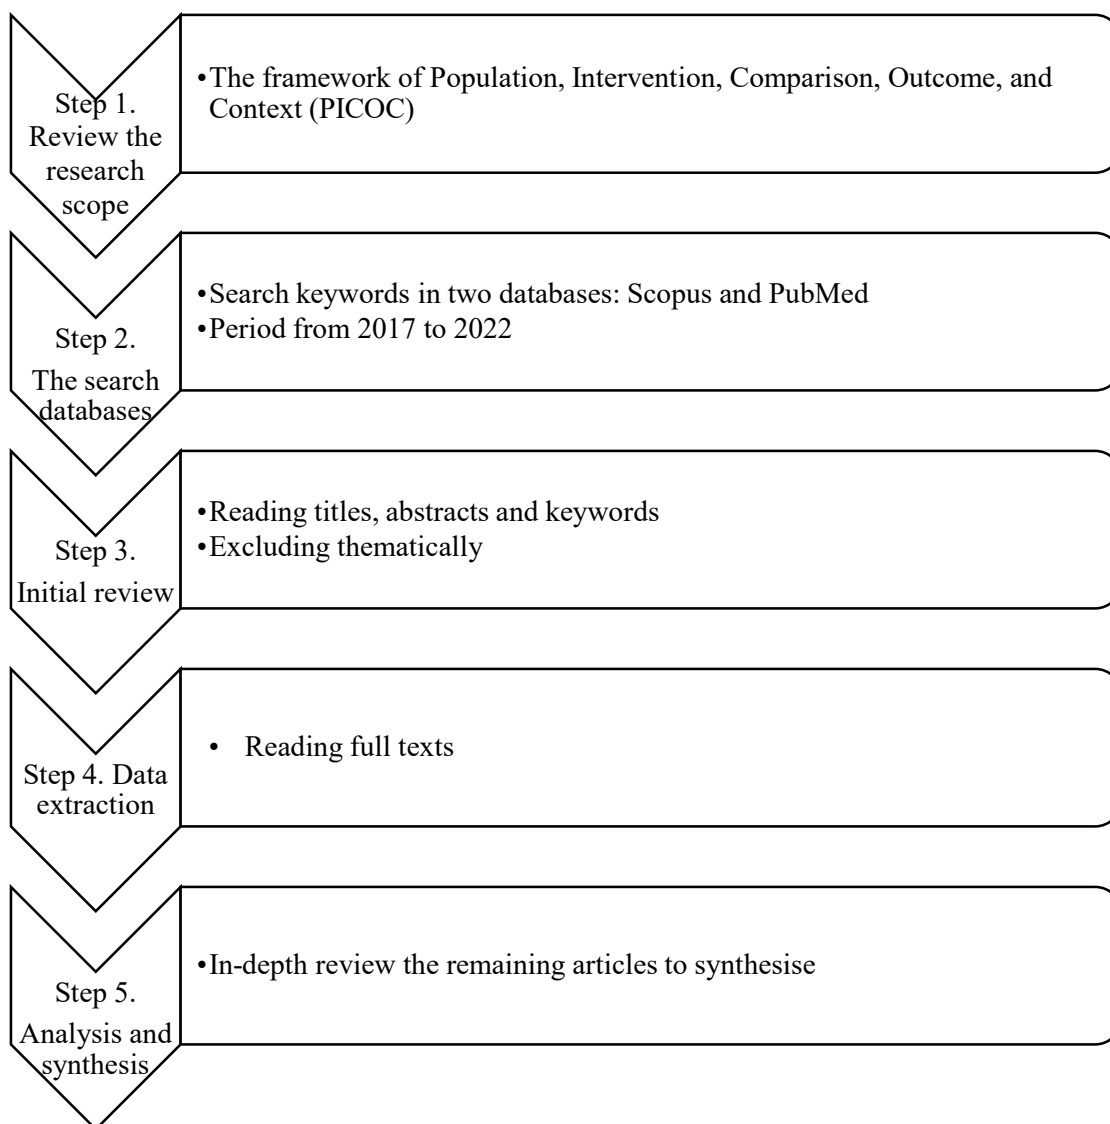 Step 1.
Review the
research
scope
•The framework of Population, Intervention, Comparison, Outcome, and
Context (PICOC)
Step 2.
The search
databases
•Search keywords in two databases: Scopus and PubMed
•Period from 2017 to 2022
Step 3.
Initial review
•Reading titles, abstracts and keywords
•Excluding thematically
Step 4. Data
extraction
• Reading full texts
Step 5.
Analysis and
synthesis
•In-depth review the remaining articles to synthesise